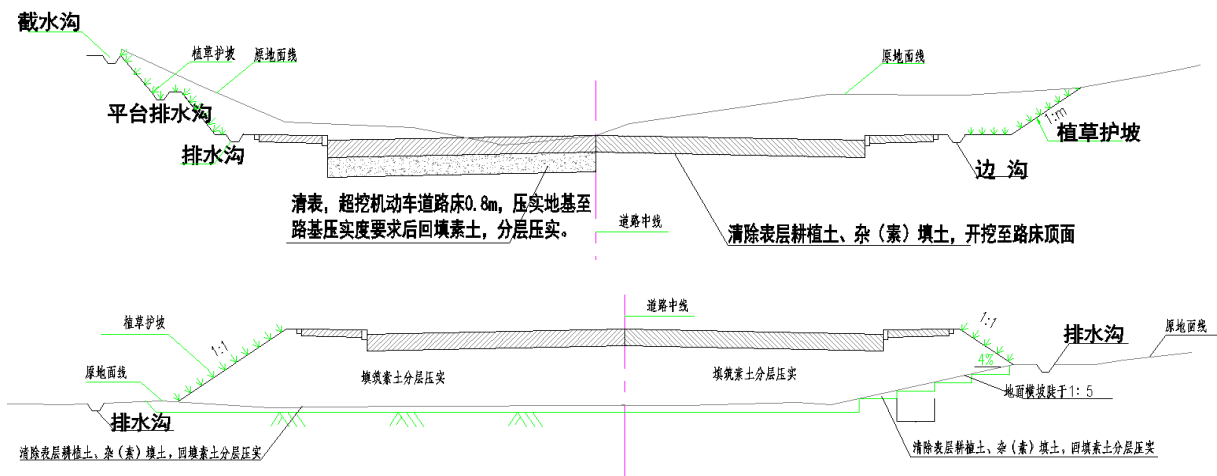 截水沟
植草护坡
原地面线
原地面线
平台排水沟
1:m
植草护坡
排水沟
边 沟
清表，超挖机动车道路床0.8m，压实地基至
路基压实度要求后回填素土，分层压实。
道路中线
清除表层耕植土、杂（素）填土，开挖至路床顶面
道路中线
植草护坡
1:1
1:1
排水沟
原地面线
4%
填筑素土分层压实
填筑素土分层压实
原地面线
地面横坡陡于1:5
排水沟
清除表层耕植土、杂（素）填土，回填素土分层压实
清除表层耕植土、杂（素）填土，回填素土分层压实